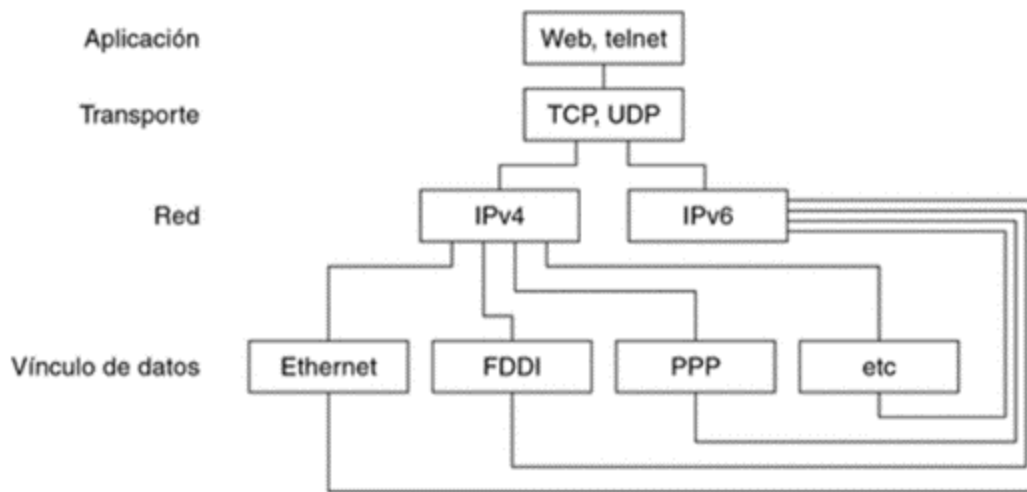 Aplicación
Web, telnet
Transporte
TCP, UDP
Red
IPv4
IPv6
Vínculo de datos
Ethernet
FDDI
PPP
etc